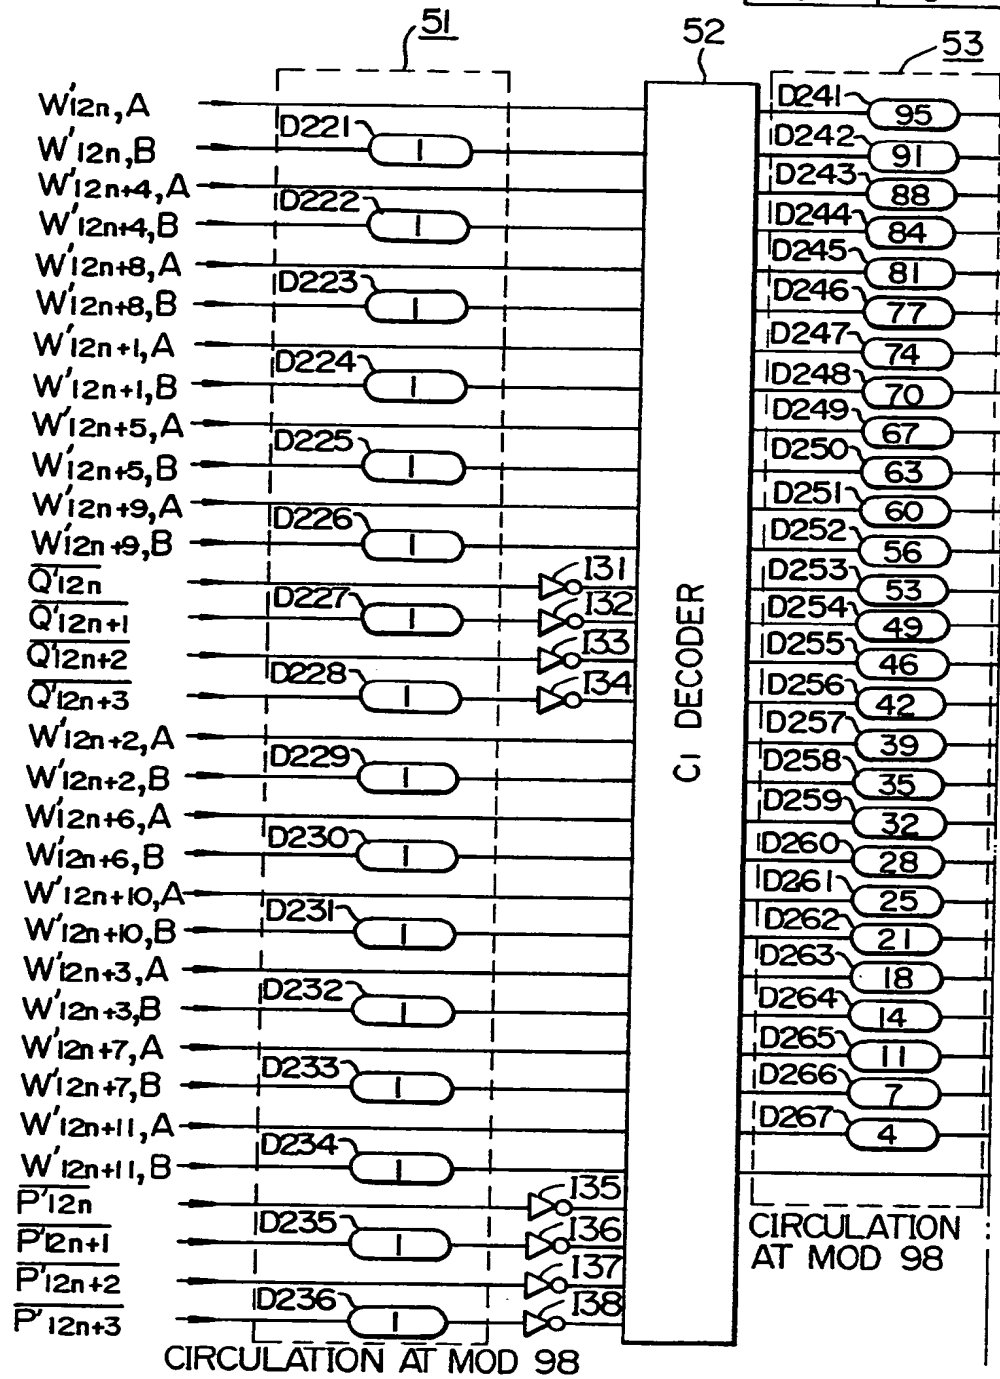 51
52
53
W'12n, A
D221
W'12n, B
1
W'12n+4, A
D222
W'12n+4, B
1
W'12n+8, A
D223
W'12n+8, B
1
W'12n+1, A
D224
W'12n+1, B
1
W'12n+5, A
D225
W'12n+5, B
1
W'12n+9, A
D226
W'12n+9, B
1
Q'12n
I31
D227
Q'12n+1
1
I32
Q'12n+2
I33
D228
Q'12n+3
1
I34
W'12n+2, A
D229
W'12n+2, B
1
W'12n+6, A
D230
W'12n+6, B
1
W'12n+10, A
D231
W'12n+10, B
1
W'12n+3, A
D232
W'12n+3, B
1
W'12n+7, A
D233
W'12n+7, B
1
W'12n+11, A
D234
W'12n+11, B
1
P'12n
I35
D235
P'12n+1
1
I36
P'12n+2
I37
D236
P'12n+3
1
I38
CIRCULATION AT MOD 98
C1 DECODER
D241 95
D242 91
D243 88
D244 84
D245 81
D246 77
D247 74
D248 70
D249 67
D250 63
D251 60
D252 56
D253 53
D254 49
D255 46
D256 42
D257 39
D258 35
D259 32
D260 28
D261 25
D262 21
D263 18
D264 14
D265 11
D266 7
D267 4
CIRCULATION
AT MOD 98